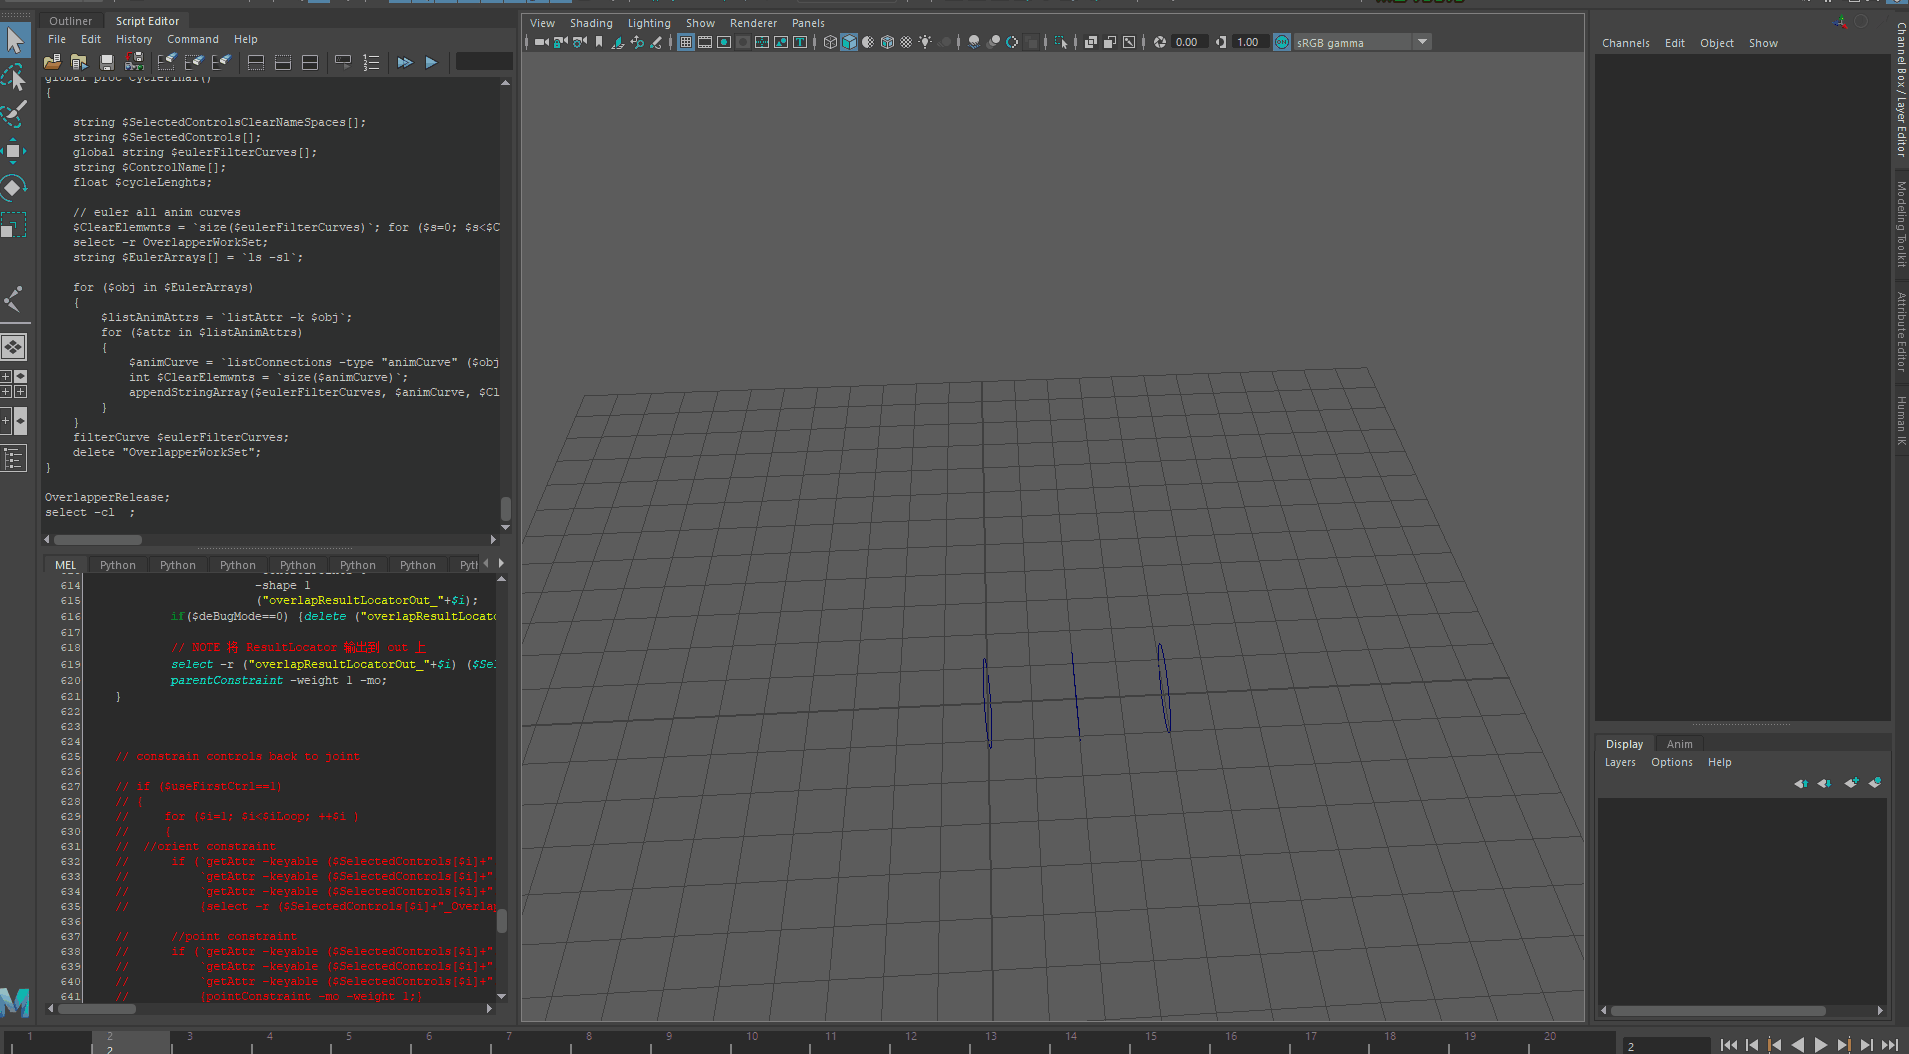 Outliner
Script Editor
File Edit History Command Help
global proc cycleFinal()
{
string $SelectedControlsClearNameSpaces[];
string $SelectedControls[];
global string $eulerFilterCurves[];
string $ControlName[];
float $cycleLenghts;
// euler all anim curves
$ClearElemwnts = `size($eulerFilterCurves)`; for ($s=0; $s<$C
select -r OverlapperWorkSet;
string $EulerArrays[] = `ls -sl`;
for ($obj in $EulerArrays)
{
$listAnimAttrs = `listAttr -k $obj`;
for ($attr in $listAnimAttrs)
{
$animCurve = `listConnections -type "animCurve" ($obj
int $ClearElemwnts = `size($animCurve)`;
appendStringArray($eulerFilterCurves, $animCurve, $Cl
}
}
filterCurve $eulerFilterCurves;
delete "OverlapperWorkSet";
}
OverlapperRelease;
select -cl  ;
MEL Python Python Python Python Python Python Pyt
614 -shape 1
615 ("overlapResultLocatorOut_"+$i);
616 if($deBugMode==0) {delete ("overlapResultLocato
617
618 // NOTE 将 ResultLocator 输出到 out 上
619 select -r ("overlapResultLocatorOut_"+$i) ($Sel
620 parentConstraint -weight 1 -mo;
621 }
622
623
624
625 // constrain controls back to joint
626
627 // if ($useFirstCtrl==1)
628 // {
629 // for ($i=1; $i<$iLoop; ++$i )
630 // {
631 // //orient constraint
632 // if (`getAttr -keyable ($SelectedControls[$i]+"
633 // `getAttr -keyable ($SelectedControls[$i]+"
634 // `getAttr -keyable ($SelectedControls[$i]+"
635 // {select -r ($SelectedControls[$i]+"_Overlap
636
637 // //point constraint
638 // if (`getAttr -keyable ($SelectedControls[$i]+"
639 // `getAttr -keyable ($SelectedControls[$i]+"
640 // `getAttr -keyable ($SelectedControls[$i]+"
641 // {pointConstraint -mo -weight 1;}
View Shading Lighting Show Renderer Panels
0.00 1.00 ON sRGB gamma
Channels Edit Object Show
Channel Box / Layer Editor
Modeling Toolkit
Attribute Editor
Human IK
Display Anim
Layers Options Help
1 2 3 4 5 6 7 8 9 10 11 12 13 14 15 16 17 18 19 20
2
2